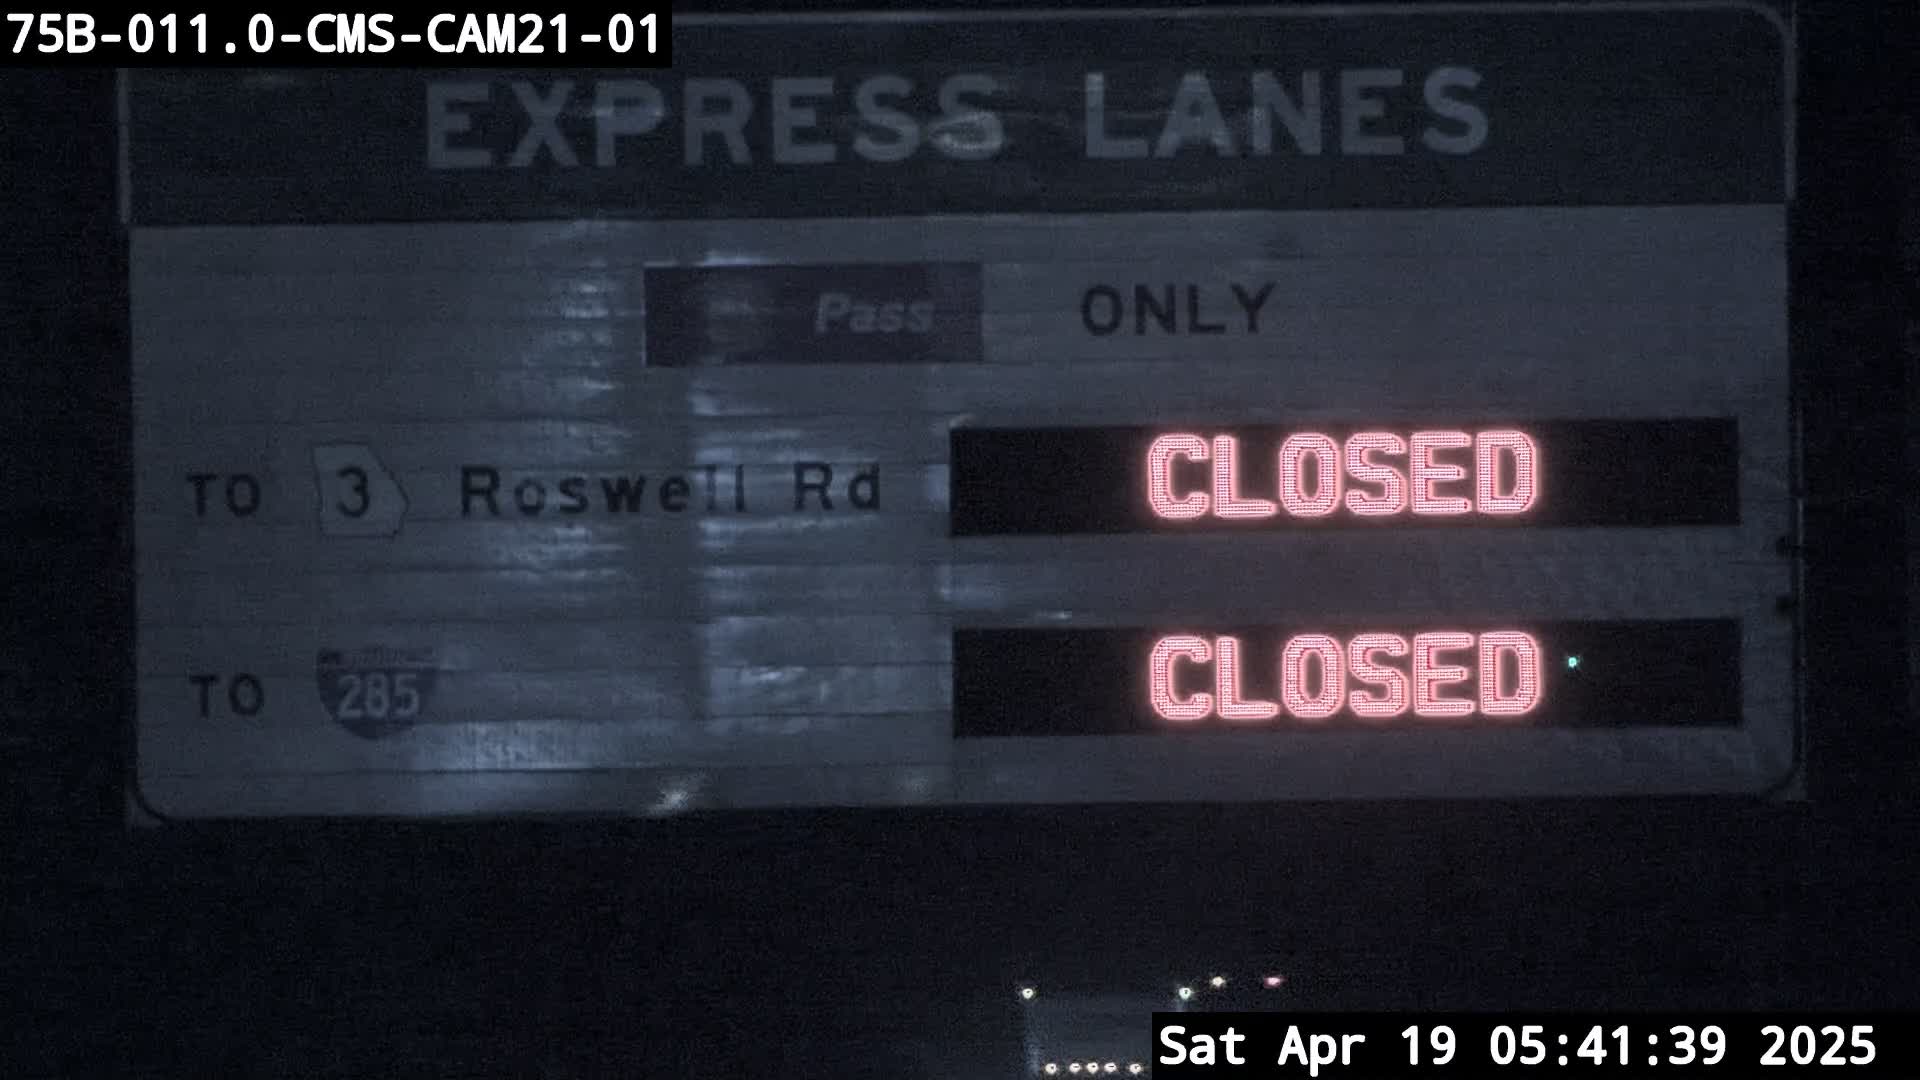 75B-011.0-CMS-CAM21-01
EXPRESS LANES
Pass ONLY
TO 3 Roswell Rd CLOSED
TO 285 CLOSED
Sat Apr 19 05:41:39 2025